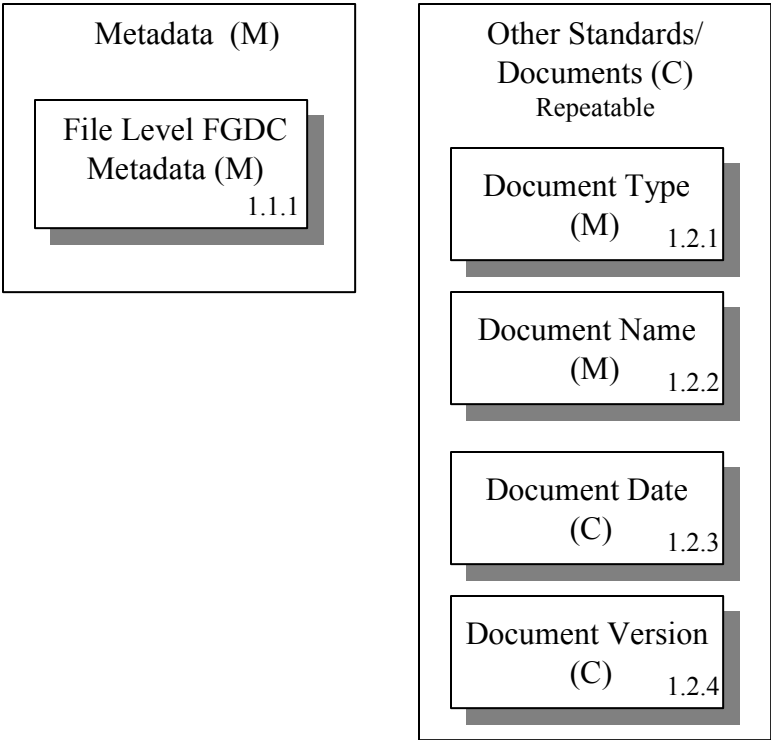 Metadata (M)
File Level FGDC
Metadata (M)
1.1.1
Other Standards/
Documents (C)
Repeatable
Document Type
(M)
1.2.1
Document Name
(M)
1.2.2
Document Date
(C)
1.2.3
Document Version
(C)
1.2.4